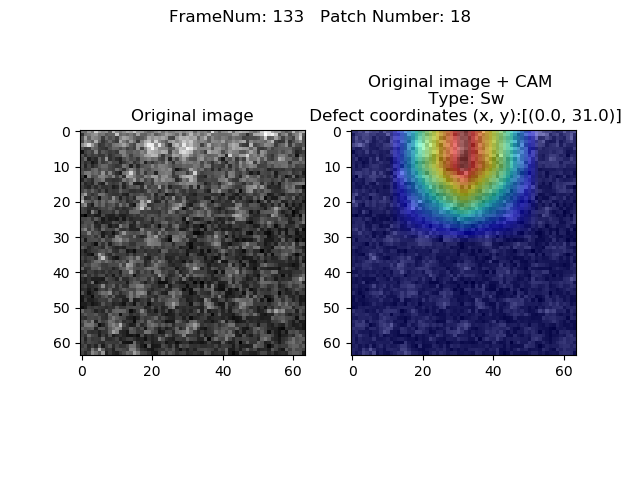 FrameNum: 133   Patch Number: 18
Original image + CAM
Type: Sw
Original image
Defect coordinates (x, y):[(0.0, 31.0)]
0
10
20
30
40
50
60
0 20 40 60
0
10
20
30
40
50
60
0 20 40 60